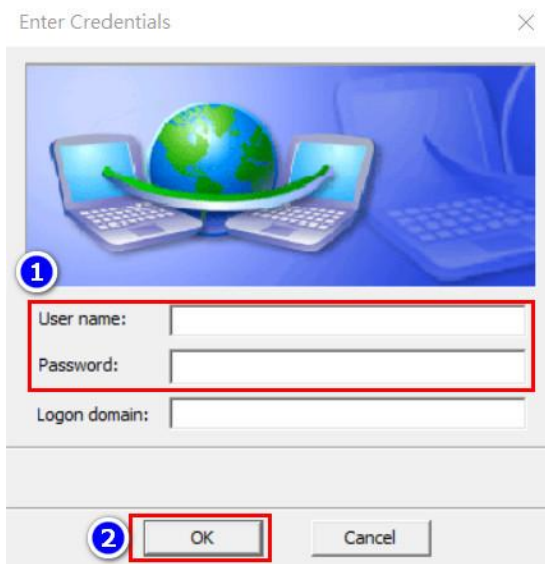 Enter Credentials
1
User name:
Password:
Logon domain:
2
OK
Cancel